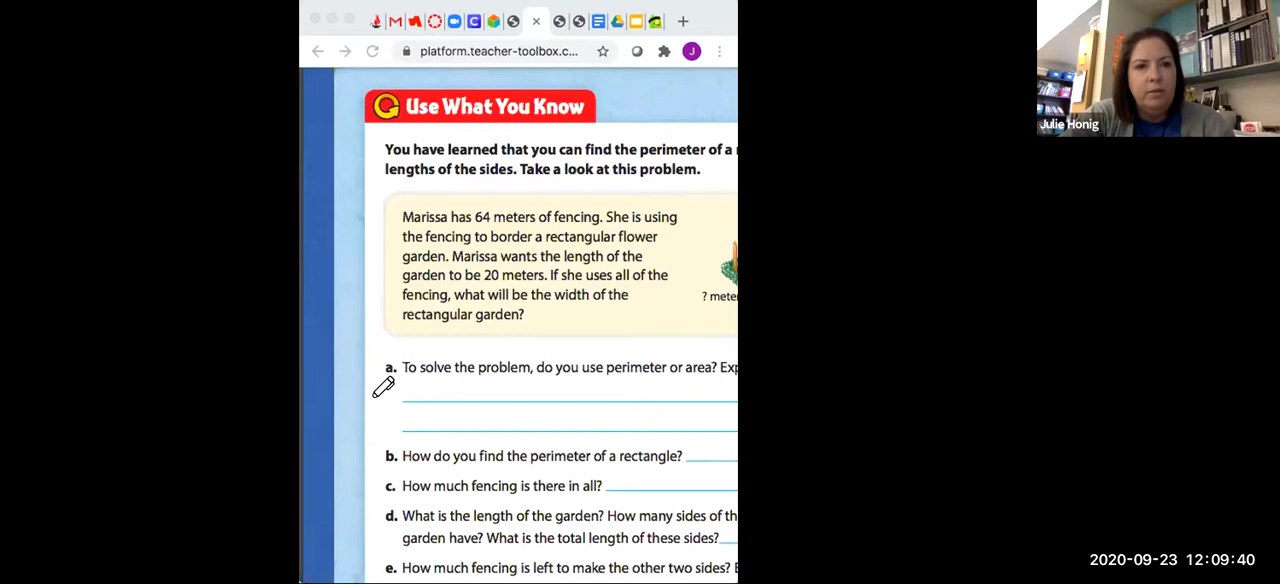 platform.teacher-toolbox.c...
J
Julie Honig
Use What You Know
You have learned that you can find the perimeter of a
lengths of the sides. Take a look at this problem.
Marissa has 64 meters of fencing. She is using
the fencing to border a rectangular flower
garden. Marissa wants the length of the
garden to be 20 meters. If she uses all of the
fencing, what will be the width of the
rectangular garden?
? mete
a. To solve the problem, do you use perimeter or area? Exp
b. How do you find the perimeter of a rectangle?
c. How much fencing is there in all?
d. What is the length of the garden? How many sides of th
garden have? What is the total length of these sides?
e. How much fencing is left to make the other two sides?
2020-09-23 12:09:40